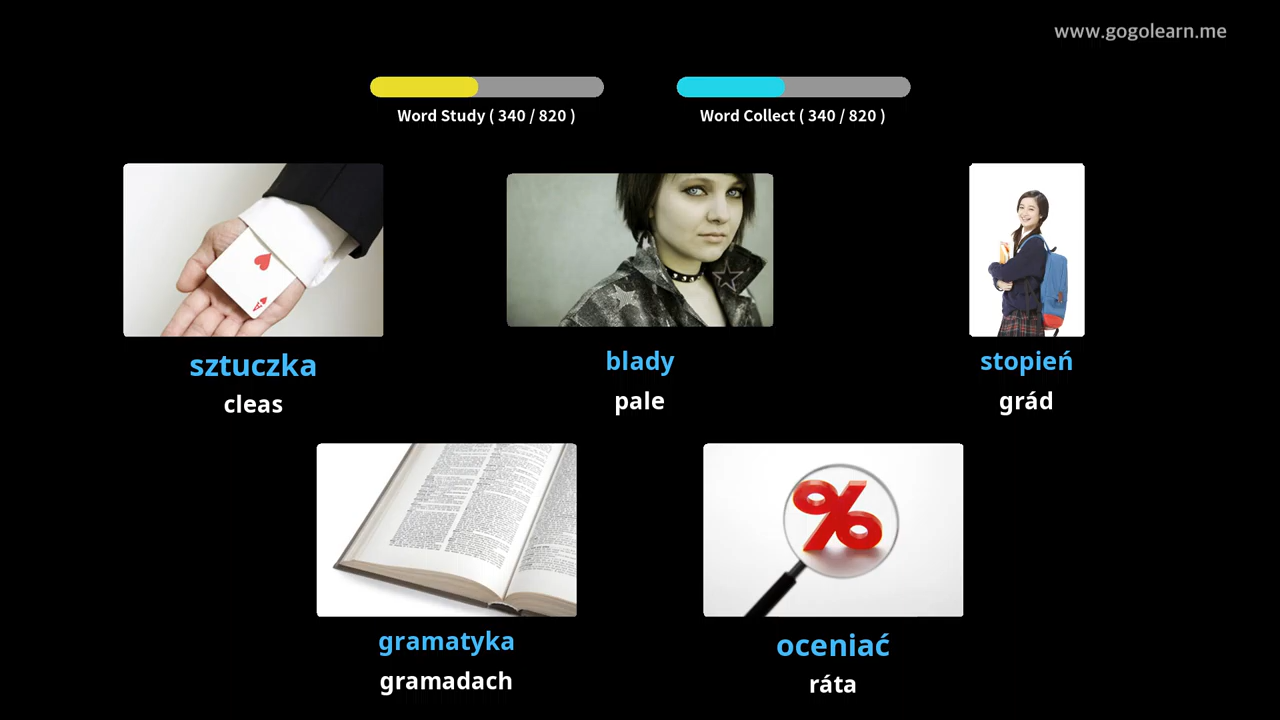 www.gogolearn.me
Word Study ( 340 / 820 )
Word Collect ( 340 / 820 )
sztuczka
cleas
blady
pale
stopień
grád
gramatyka
gramadach
oceniać
ráta